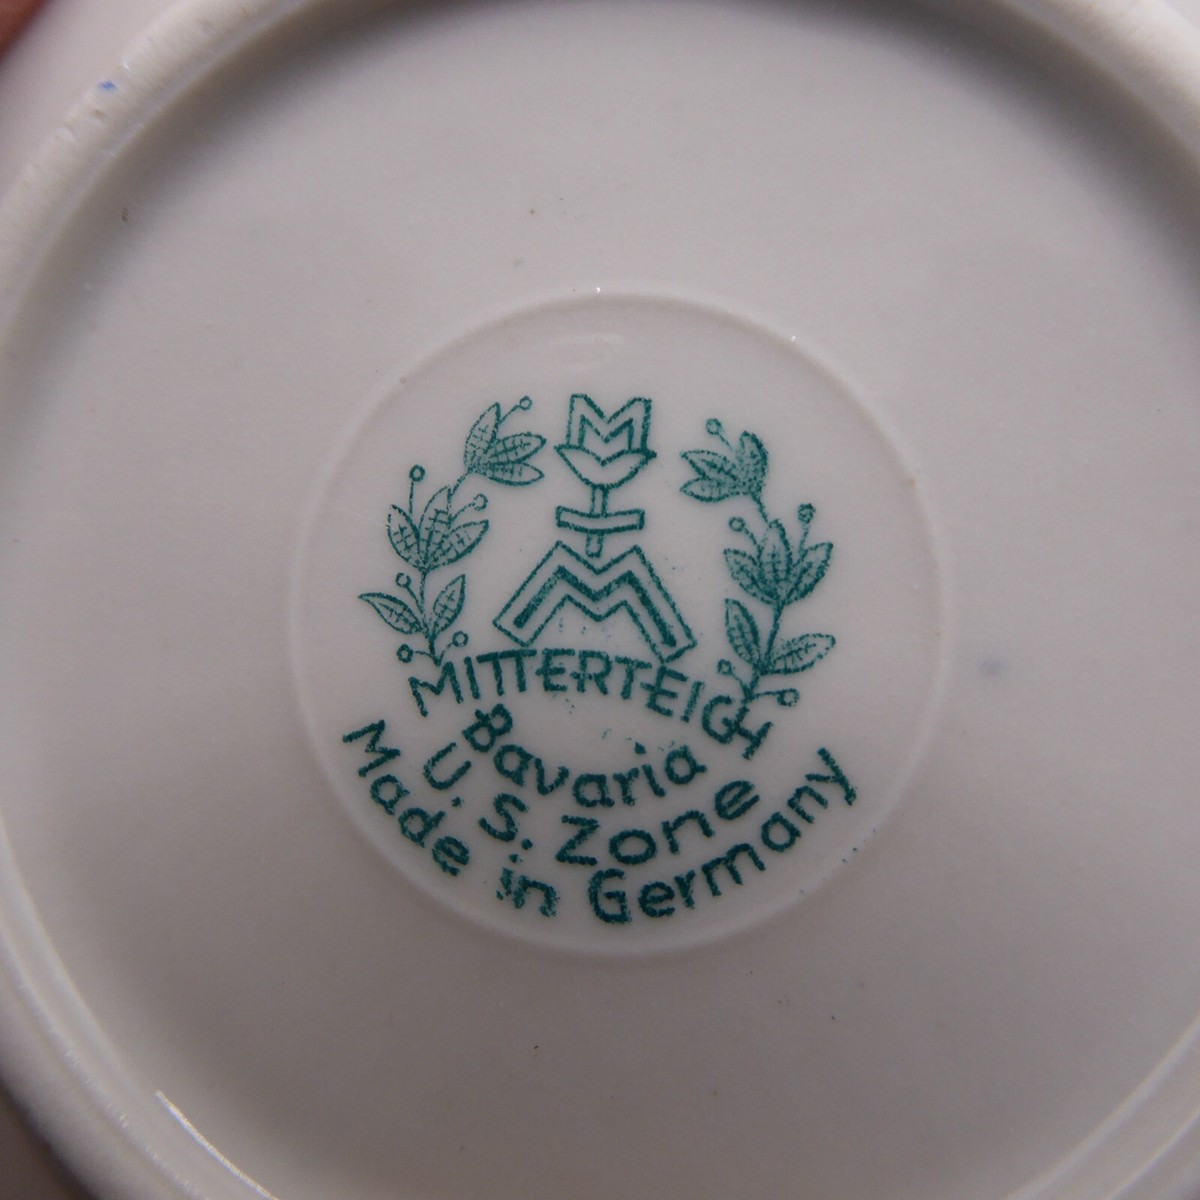 M
M
MITTERTEICH
Bavaria
U.S. Zone
Made in Germany